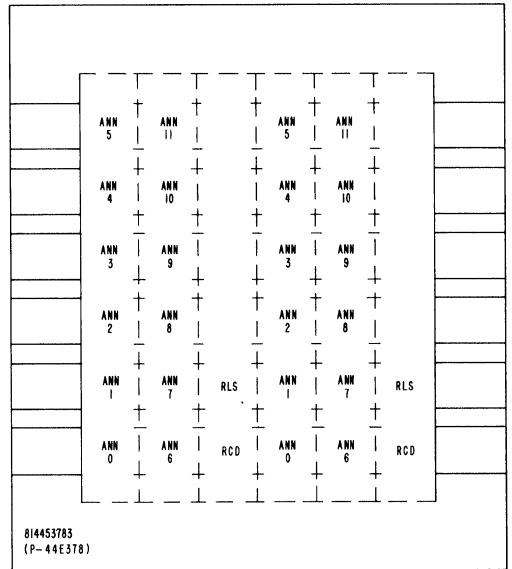 ANN ANN ANN ANN
5 11 5 11
ANN ANN ANN ANN
4 10 4 10
ANN ANN ANN ANN
3 9 3 9
ANN ANN ANN ANN
2 8 2 8
ANN ANN RLS ANN ANN RLS
1 7 1 7
ANN ANN RCD ANN ANN RCD
0 6 0 6
814453783
(P-44E378)